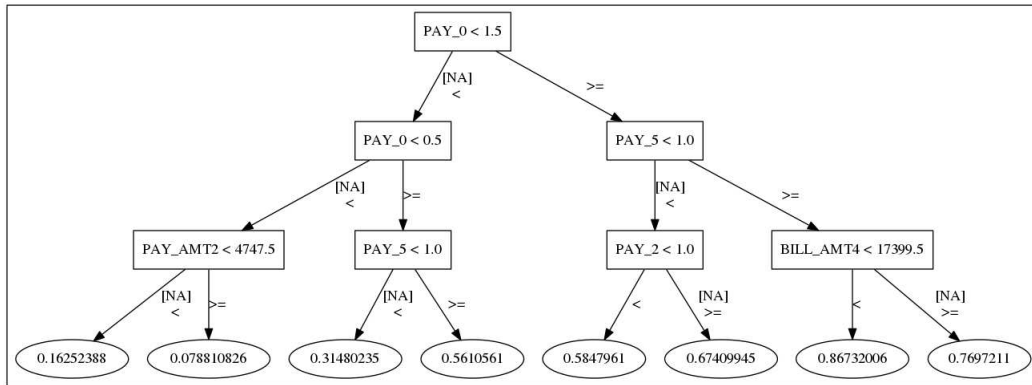 PAY_0 < 1.5
[NA]
<
>=
PAY_0 < 0.5
PAY_5 < 1.0
[NA]
<
>=
[NA]
<
>=
PAY_AMT2 < 4747.5
PAY_5 < 1.0
PAY_2 < 1.0
BILL_AMT4 < 17399.5
[NA]
<
>=
[NA]
<
>=
<
[NA]
>=
<
[NA]
>=
0.16252388
0.078810826
0.31480235
0.5610561
0.5847961
0.67409945
0.86732006
0.7697211